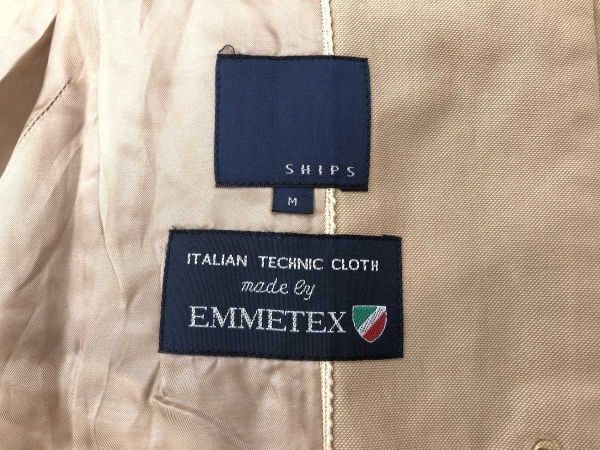 SHIPS
M
ITALIAN TECHNIC CLOTH
made by
EMMETEX